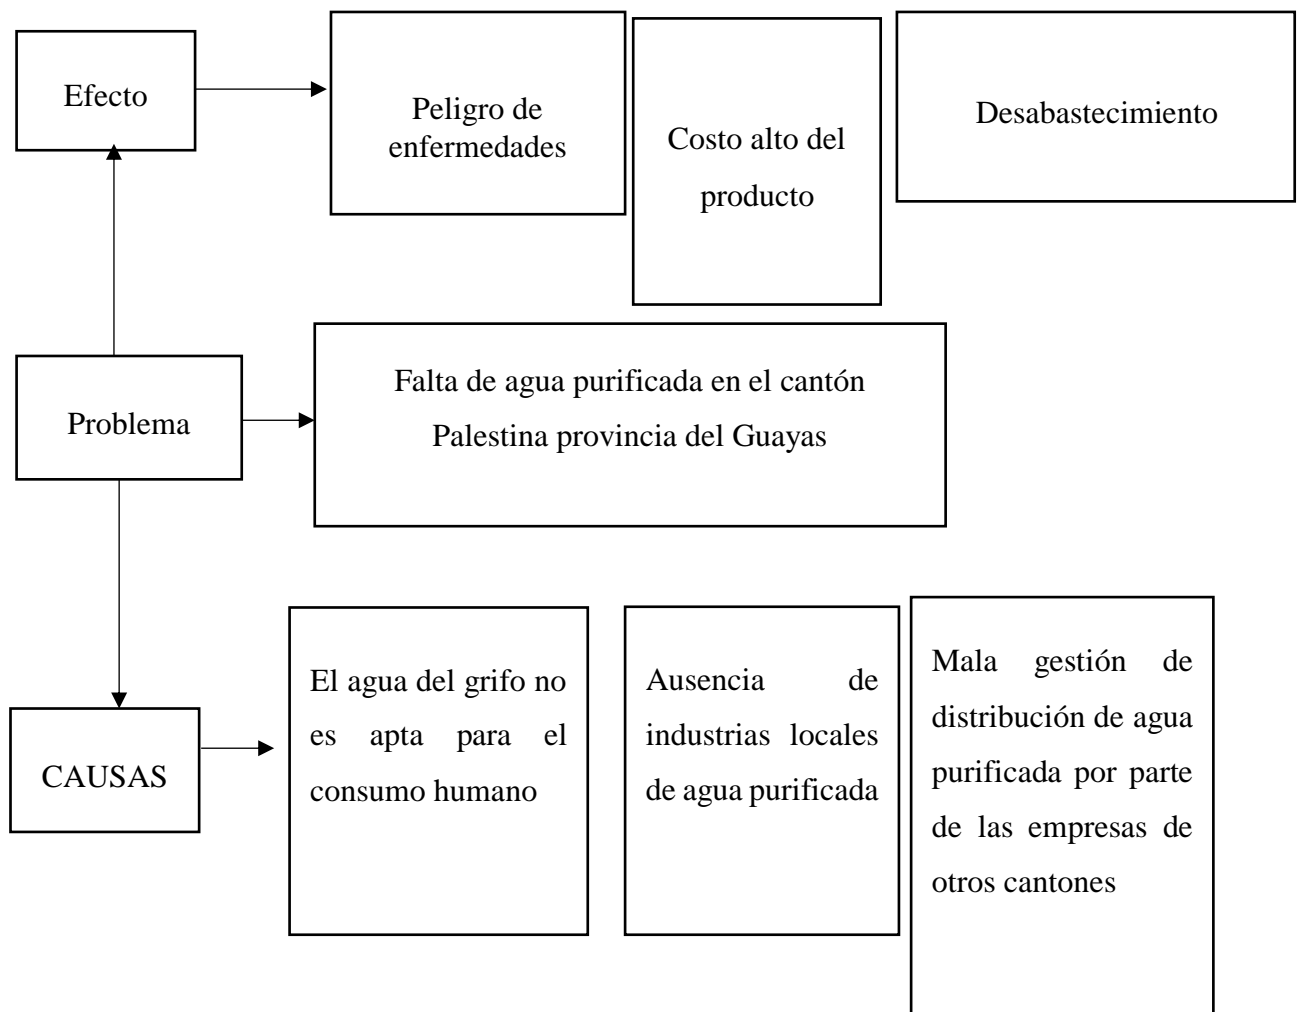 Efecto
Peligro de
enfermedades
Costo alto del
producto
Desabastecimiento
Problema
Falta de agua purificada en el cantón
Palestina provincia del Guayas
CAUSAS
El agua del grifo no
es apta para el
consumo humano
Ausencia de
industrias locales
de agua purificada
Mala gestión de
distribución de agua
purificada por parte
de las empresas de
otros cantones